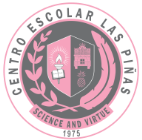 CENTRO ESCOLAR LAS PIÑAS
SCIENCE AND VIRTUE
1975